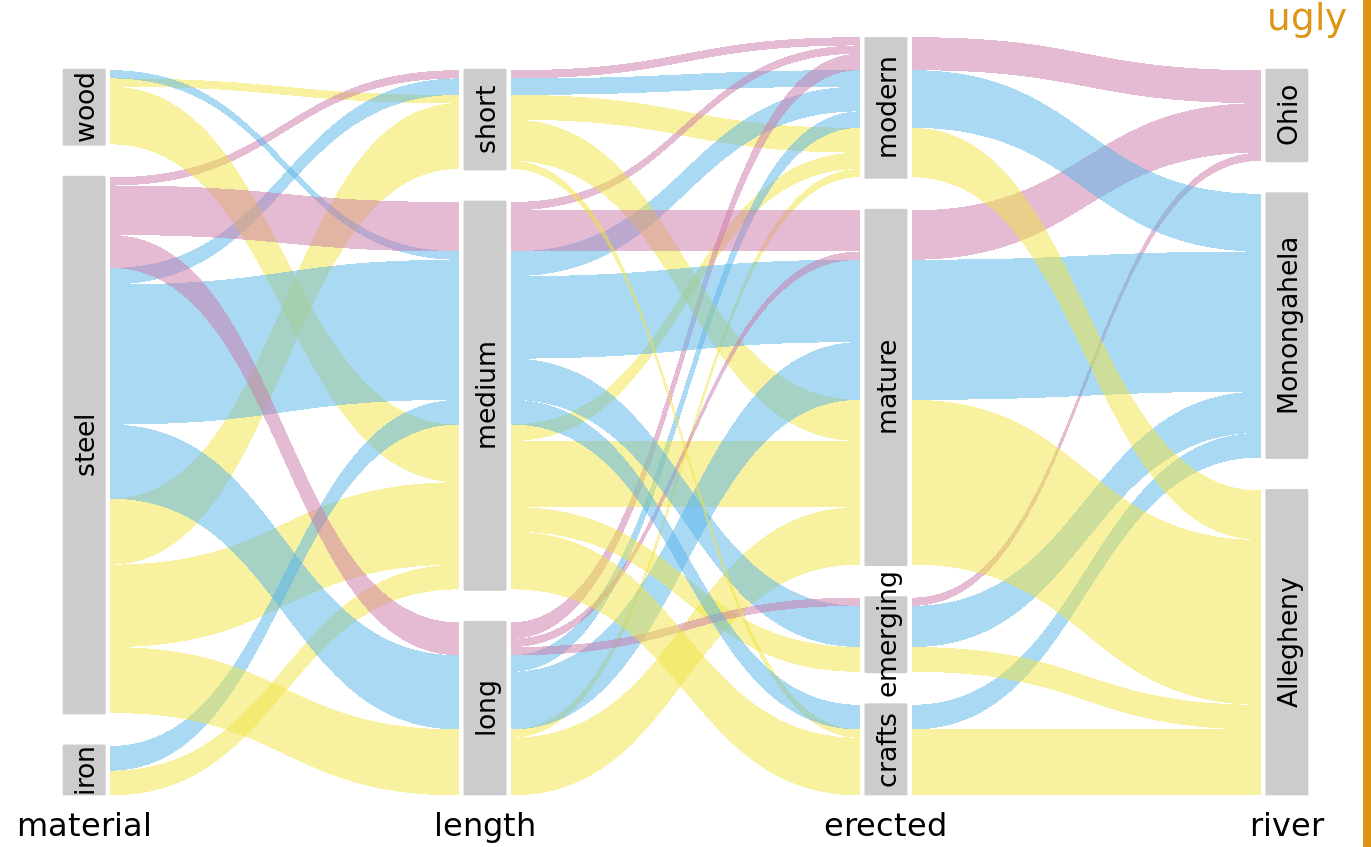 ugly
wood
steel
iron
short
medium
long
modern
mature
emerging
crafts
Ohio
Monongahela
Allegheny
material
length
erected
river